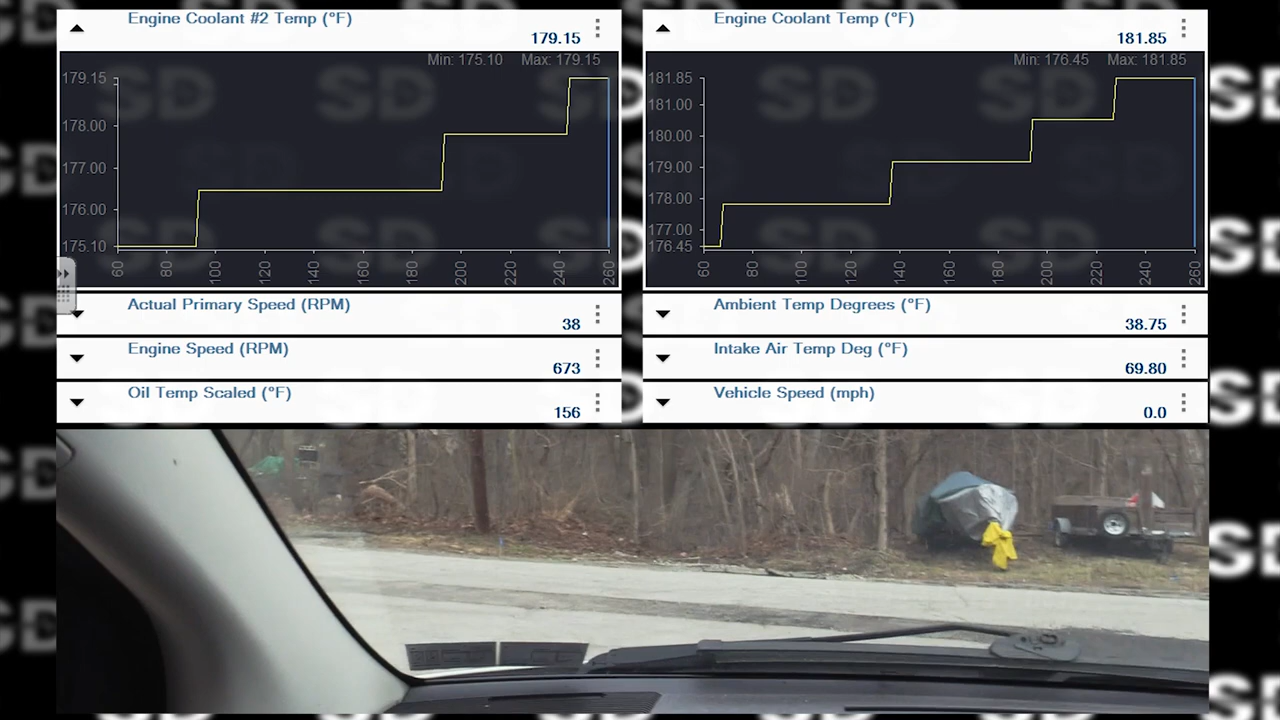 Engine Coolant #2 Temp (°F)
179.15
Min: 175.10 Max: 179.15
179.15
178.00
177.00
176.00
175.10
60 80 100 120 140 160 180 200 220 240 260
Engine Coolant Temp (°F)
181.85
Min: 176.45 Max: 181.85
181.85
181.00
180.00
179.00
178.00
177.00
176.45
60 80 100 120 140 160 180 200 220 240 260
Actual Primary Speed (RPM)
38
Ambient Temp Degrees (°F)
38.75
Engine Speed (RPM)
673
Intake Air Temp Deg (°F)
69.80
Oil Temp Scaled (°F)
156
Vehicle Speed (mph)
0.0
SD